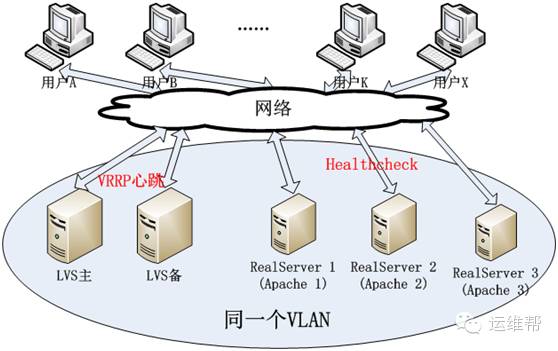 ......
用户A
用户B
用户K
用户X
网络
VRRP心跳
Healthcheck
LVS主
LVS备
RealServer 1
(Apache 1)
RealServer 2
(Apache 2)
RealServer 3
(Apache 3)
同一个VLAN
运维帮